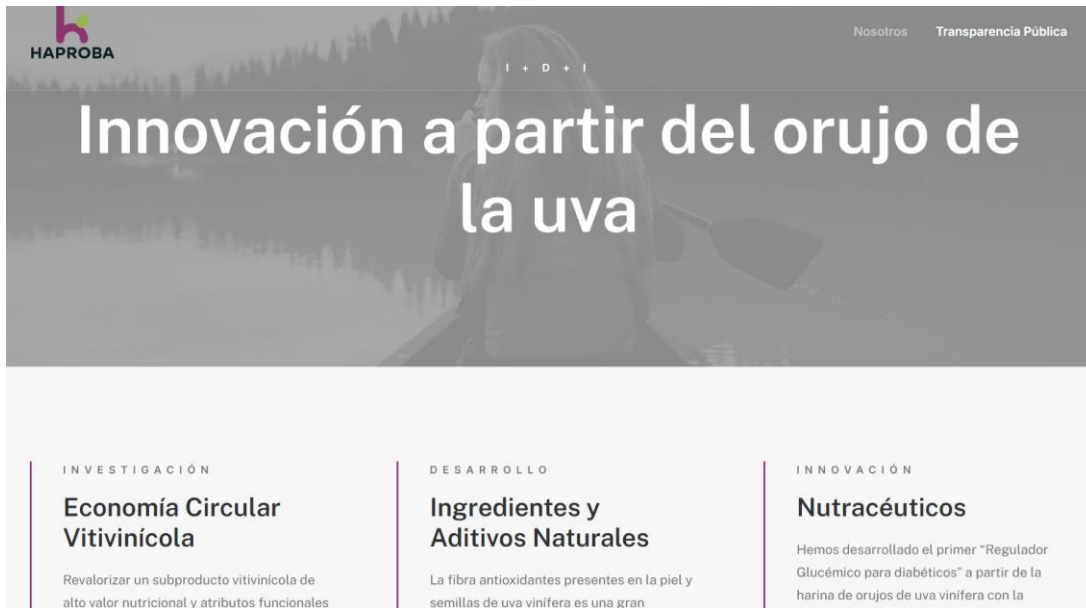 HAPROBA
Nosotros Transparencia Pública
I + D + I
Innovación a partir del orujo de
la uva
INVESTIGACIÓN
Economía Circular
Vitivinícola
Revalorizar un subproducto vitivinícola de
alto valor nutricional y atributos funcionales
DESARROLLO
Ingredientes y
Aditivos Naturales
La fibra antioxidantes presentes en la piel y
semillas de uva vinífera es una gran
INNOVACIÓN
Nutracéuticos
Hemos desarrollado el primer “Regulador
Glucémico para diabéticos” a partir de la
harina de orujos de uva vinífera con la